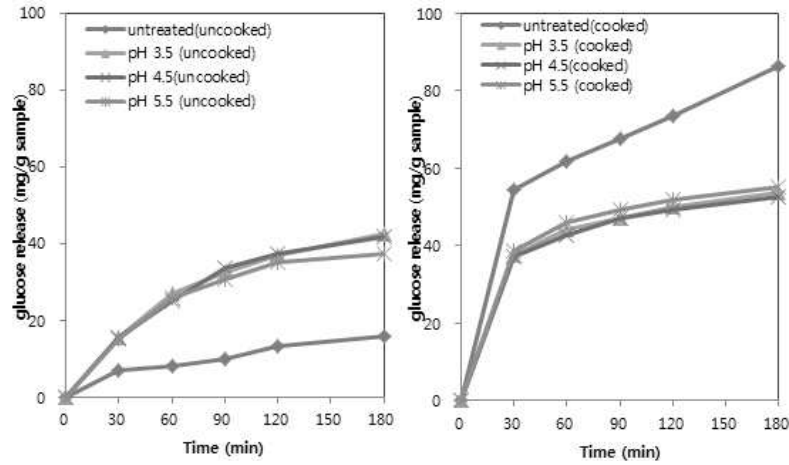 untreated(uncooked)
pH 3.5 (uncooked)
pH 4.5(uncooked)
pH 5.5 (uncooked)
glucose release (mg/g sample)
100
80
60
40
20
0
0 30 60 90 120 180
Time (min)
untreated(cooked)
pH 3.5 (cooked)
pH 4.5(cooked)
pH 5.5 (cooked)
glucose release (mg/g sample)
100
80
60
40
20
0
0 30 60 90 120 180
Time (min)